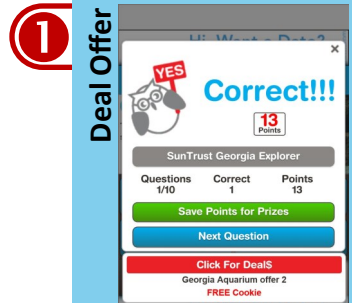 1
Deal Offer
Hi, Want a Date?
×
YES
Correct!!!
13
Points
SunTrust Georgia Explorer
Questions Correct Points
1/10 1 13
Save Points for Prizes
Next Question
Click For Deal$
Georgia Aquarium offer 2
FREE Cookie